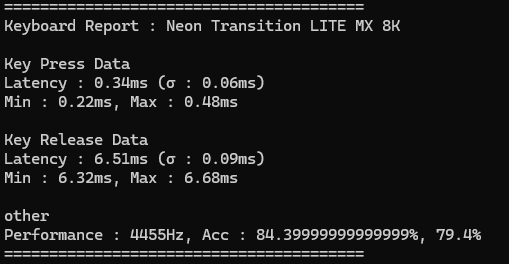 ========================================
Keyboard Report : Neon Transition LITE MX 8K
Key Press Data
Latency : 0.34ms (σ : 0.06ms)
Min : 0.22ms, Max : 0.48ms
Key Release Data
Latency : 6.51ms (σ : 0.09ms)
Min : 6.32ms, Max : 6.68ms
other
Performance : 4455Hz, Acc : 84.39999999999999%, 79.4%
========================================